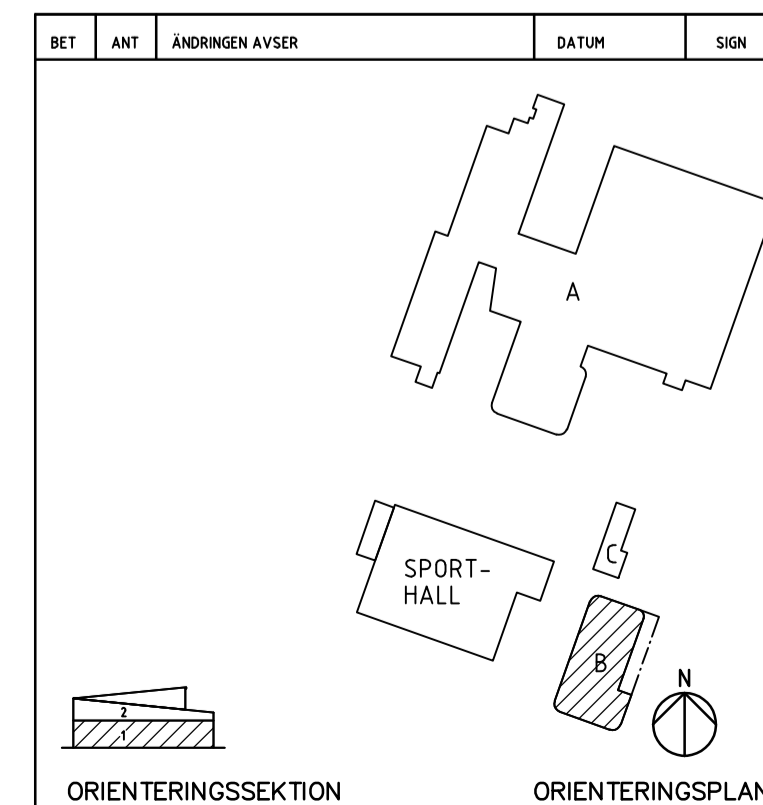 BET ANT ÄNDRINGEN AVSER DATUM SIGN
A
SPORT-
HALL
C
B
N
2
1
ORIENTERINGSSEKTION ORIENTERINGSPLAN